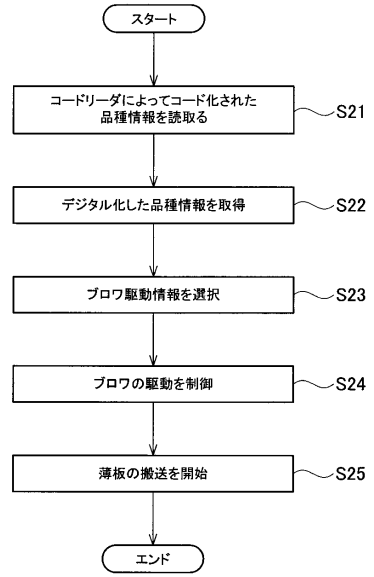 スタート
コードリーダによってコード化された
品種情報を読取る
S21
デジタル化した品種情報を取得
S22
ブロワ駆動情報を選択
S23
ブロワの駆動を制御
S24
薄板の搬送を開始
S25
エンド